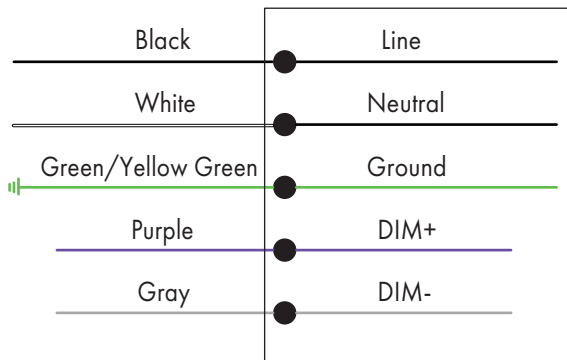 Black Line
White Neutral
Green/Yellow Green Ground
Purple DIM+
Gray DIM-